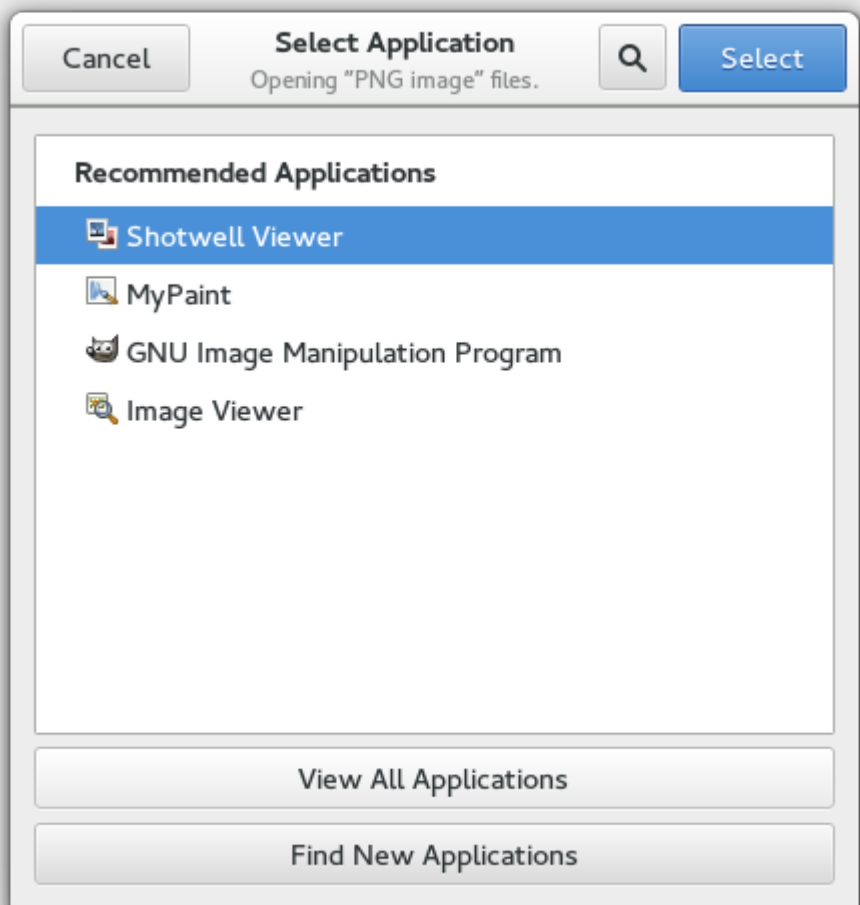 Cancel
Select Application
Opening "PNG image" files.
Select
Recommended Applications
Shotwell Viewer
MyPaint
GNU Image Manipulation Program
Image Viewer
View All Applications
Find New Applications